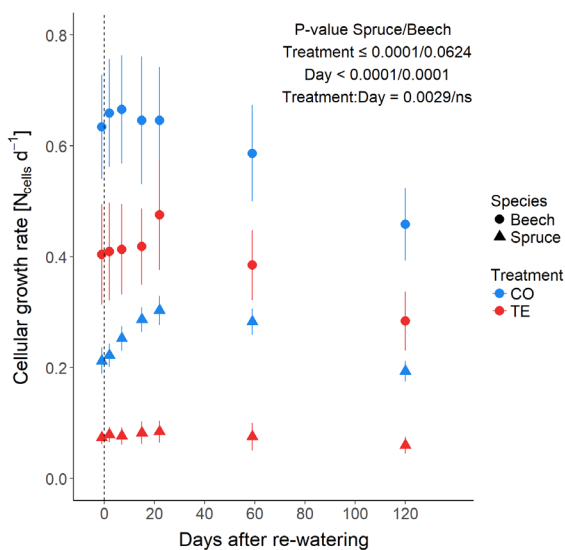 P-value Spruce/Beech
Treatment ≤ 0.0001/0.0624
Day < 0.0001/0.0001
Treatment:Day = 0.0029/ns
Cellular growth rate [N_cells d⁻¹]
0.8
0.6
0.4
0.2
0.0
0 20 40 60 80 100 120
Days after re-watering
Species
Beech
Spruce
Treatment
CO
TE